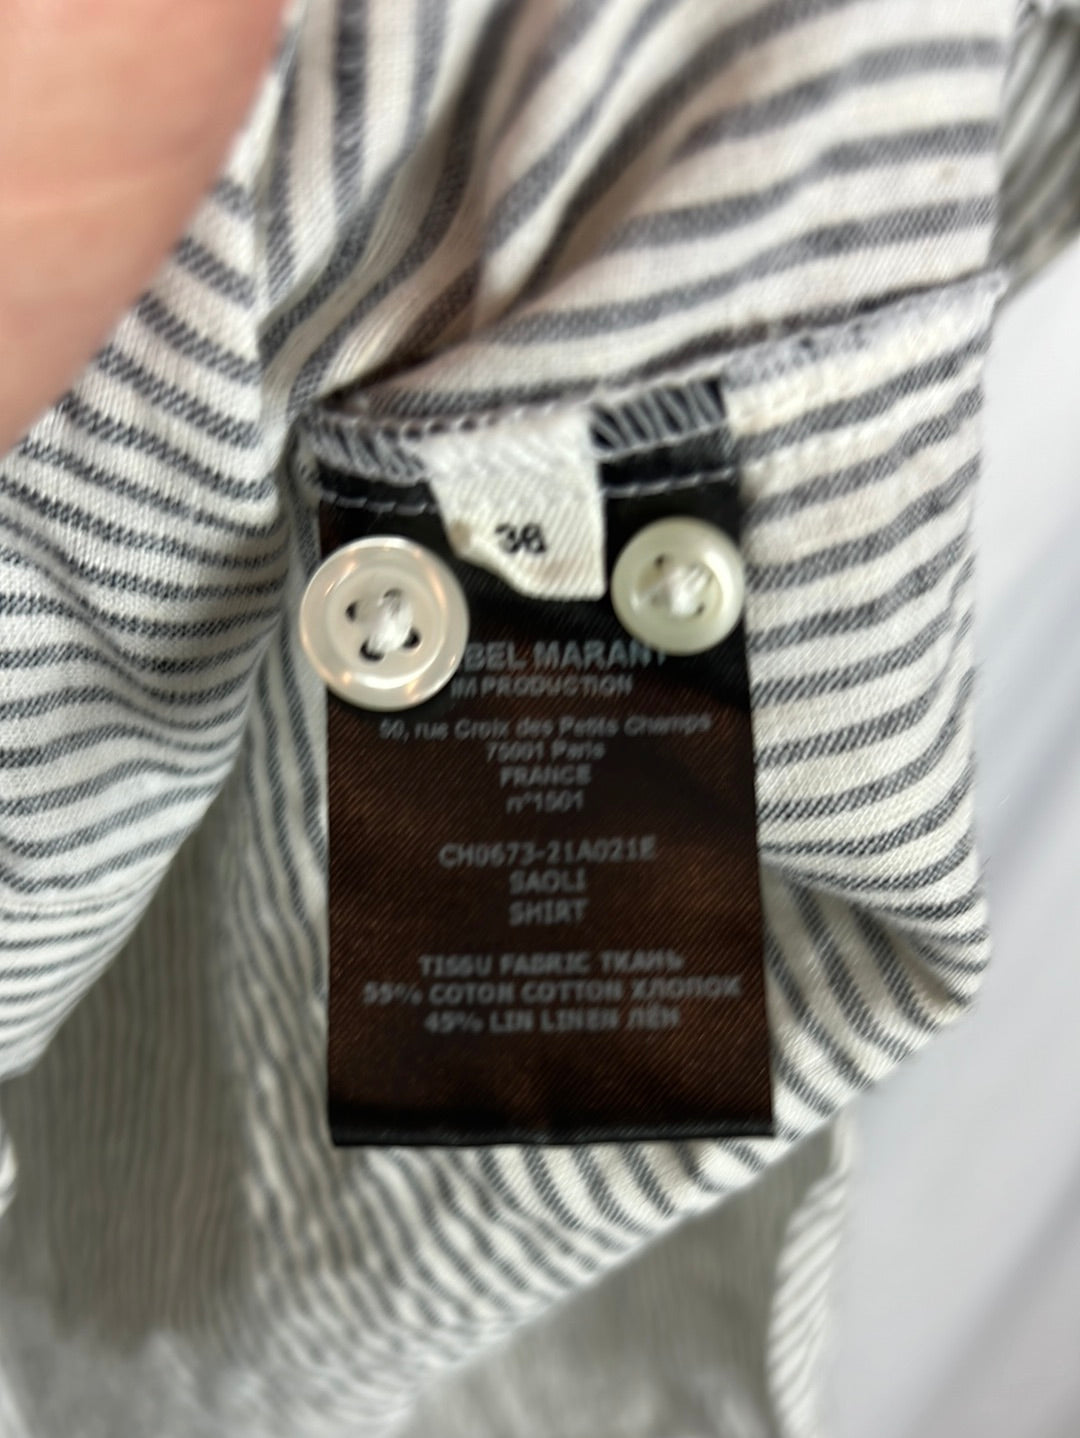 36
BEL MARANT
IM PRODUCTION
50, rue Croix des Petits Champs
75001 Paris
FRANCE
n°1501
CH0673-21A021E
SAOLI
SHIRT
TISSU FABRIC ТКАНЬ
55% COTON COTTON ХЛОПОК
45% LIN LINEN ЛЁН